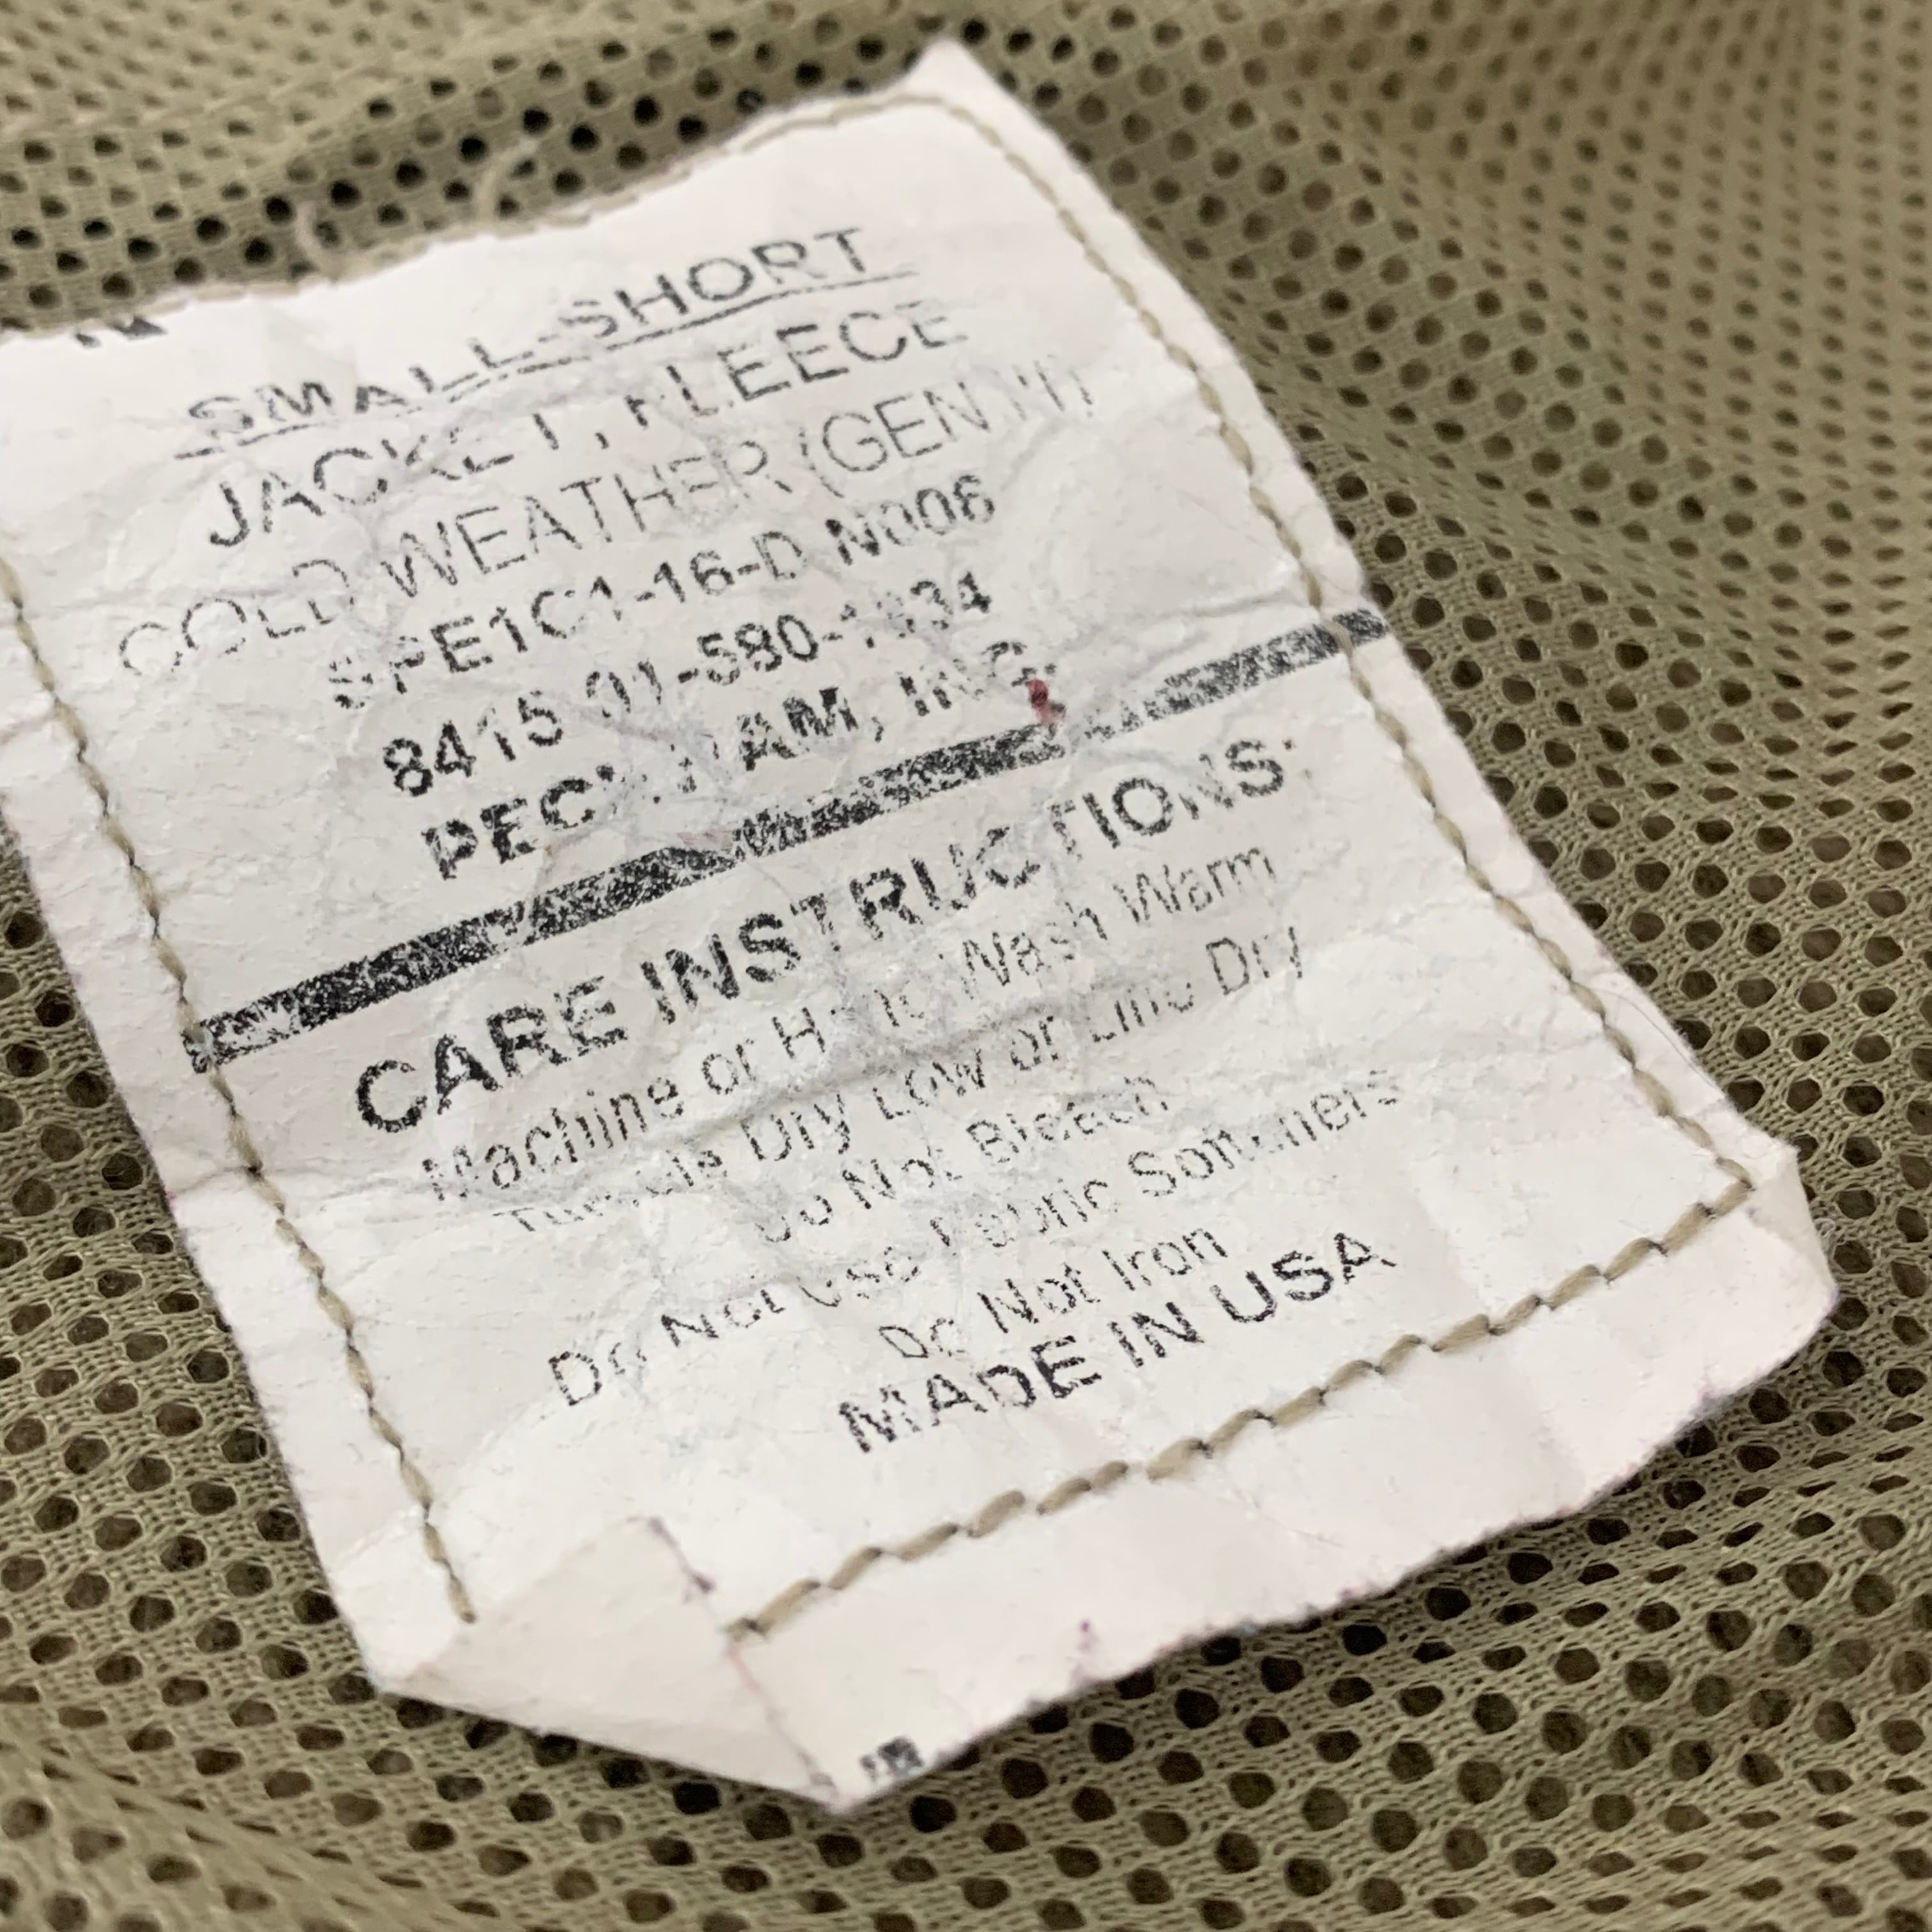 SMALL-SHORT
JACKET, FLEECE
COLD WEATHER (GEN III)
SPE1C1-16-D-N006
8415-01-580-
PECKHAM, INC.
CARE INSTRUCTIONS:
Machine or Hand Wash Warm
Tumble Dry Low or Line Dry
Do Not Bleach
Do Not Use Fabric Softeners
Do Not Iron
MADE IN USA